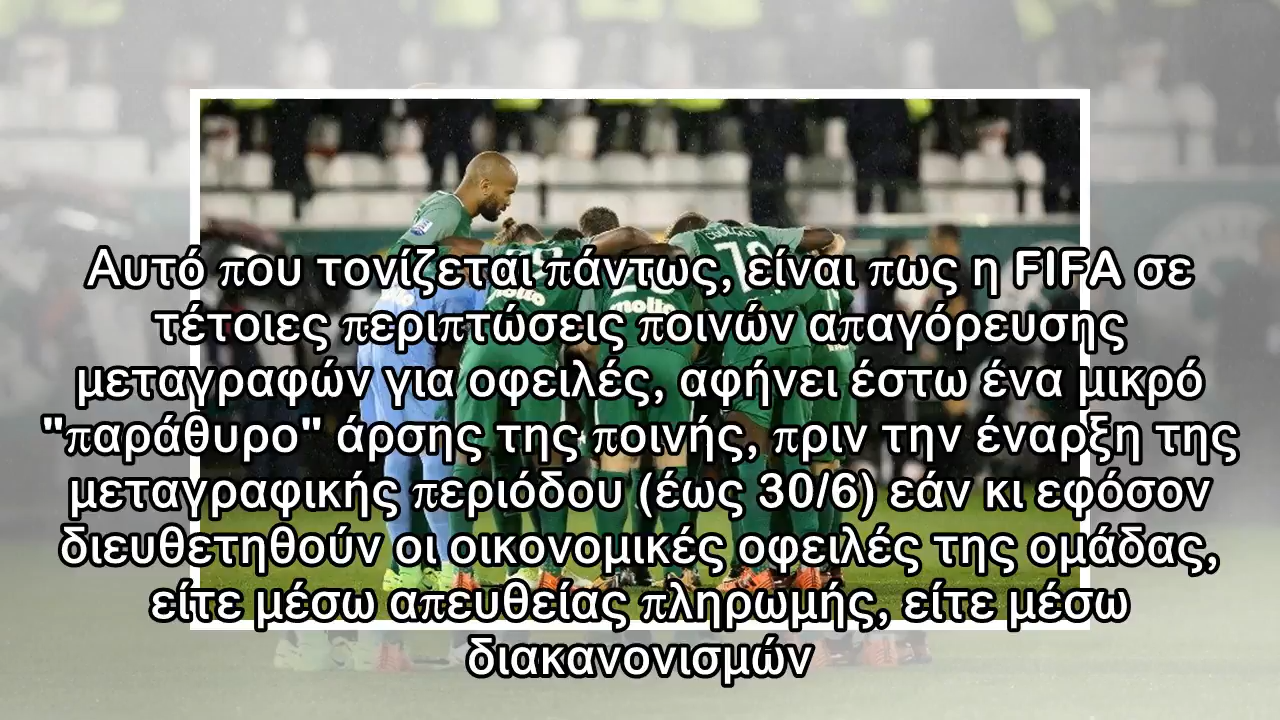 Αυτό που τονίζεται πάντως, είναι πως η FIFA σε
τέτοιες περιπτώσεις ποινών απαγόρευσης
μεταγραφών για οφειλές, αφήνει έστω ένα μικρό
"παράθυρο" άρσης της ποινής, πριν την έναρξη της
μεταγραφικής περιόδου (έως 30/6) εάν κι εφόσον
διευθετηθούν οι οικονομικές οφειλές της ομάδας,
είτε μέσω απευθείας πληρωμής, είτε μέσω
διακανονισμών
molto